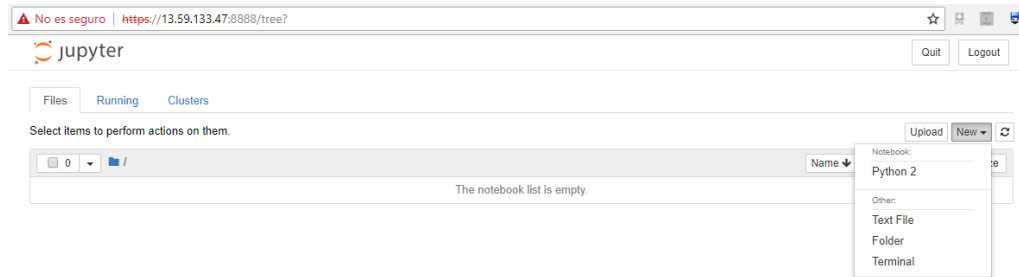 No es seguro | https://13.59.133.47:8888/tree?
jupyter
Quit Logout
Files Running Clusters
Select items to perform actions on them.
Upload New
0 /
Name
The notebook list is empty.
Notebook:
Python 2
Other:
Text File
Folder
Terminal